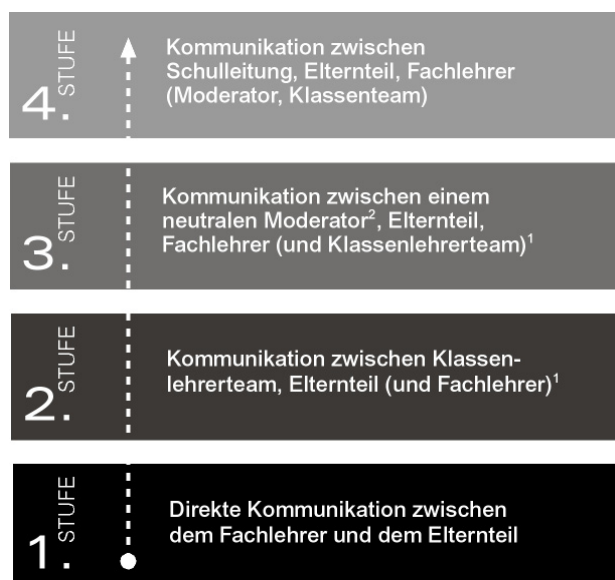 4. STUFE
Kommunikation zwischen
Schulleitung, Elternteil, Fachlehrer
(Moderator, Klassenteam)
3. STUFE
Kommunikation zwischen einem
neutralen Moderator², Elternteil,
Fachlehrer (und Klassenlehrerteam)¹
2. STUFE
Kommunikation zwischen Klassen-
lehrerteam, Elternteil (und Fachlehrer)¹
1. STUFE
Direkte Kommunikation zwischen
dem Fachlehrer und dem Elternteil